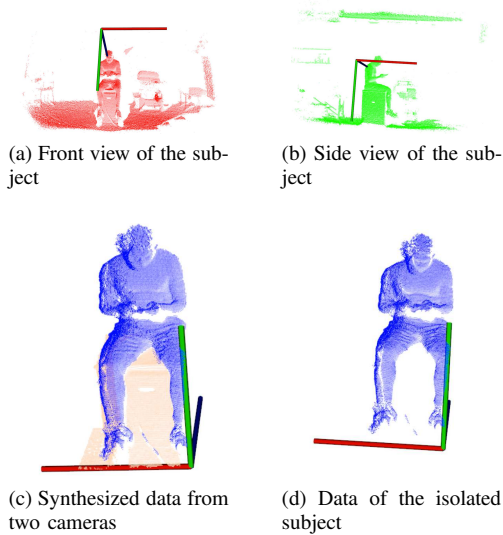 (a) Front view of the sub-
ject
(b) Side view of the sub-
ject
(c) Synthesized data from
two cameras
(d) Data of the isolated
subject